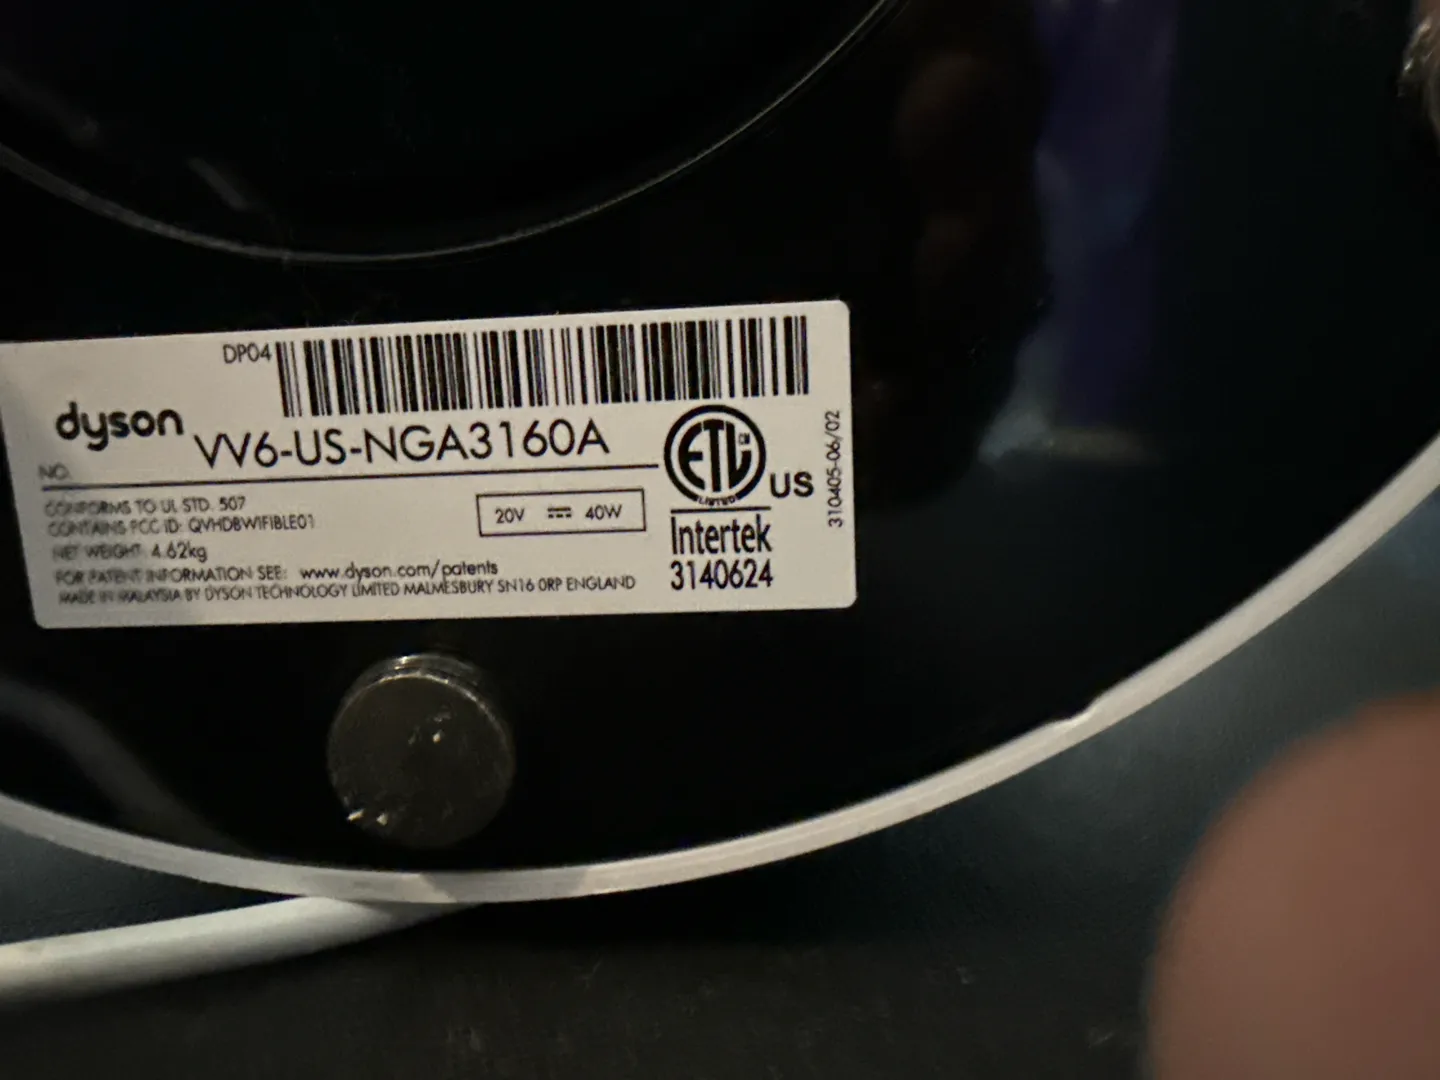 DP04
dyson
NO. VV6-US-NGA3160A
CONFORMS TO UL STD. 507
CONTAINS FCC ID: QVHDBWIFIBLE01
NET WEIGHT: 4.62kg
FOR PATENT INFORMATION SEE: www.dyson.com/patents
MADE IN MALAYSIA BY DYSON TECHNOLOGY LIMITED MALMESBURY SN16 0RP ENGLAND
20V 40W
ETL CM
LISTED
US
Intertek
3140624
310405-06/02